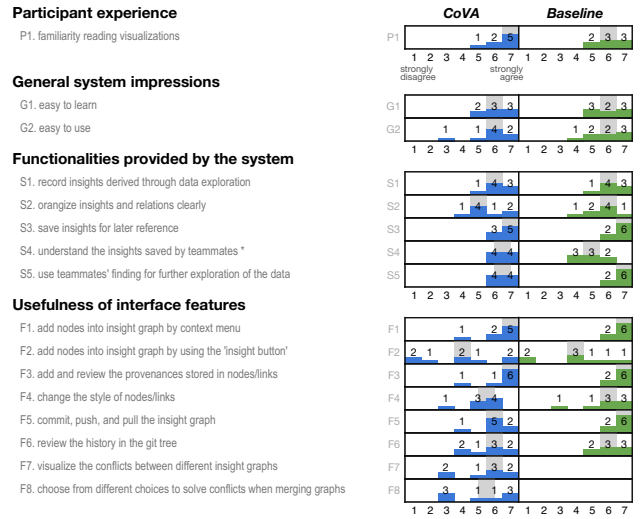 Participant experience CoVA Baseline
P1. familiarity reading visualizations P1 1 2 5 2 3 3
1 2 3 4 5 6 7 1 2 3 4 5 6 7
strongly disagree strongly agree
General system impressions
G1. easy to learn G1 2 3 3 3 2 3
G2. easy to use G2 1 1 4 2 1 2 2 3
1 2 3 4 5 6 7 1 2 3 4 5 6 7
Functionalities provided by the system
S1. record insights derived through data exploration S1 1 4 3 1 4 3
S2. orangize insights and relations clearly S2 1 4 1 2 1 2 4 1
S3. save insights for later reference S3 3 5 2 6
S4. understand the insights saved by teammates * S4 4 4 3 3 2
S5. use teammates' finding for further exploration of the data S5 4 4 2 6
1 2 3 4 5 6 7 1 2 3 4 5 6 7
Usefulness of interface features
F1. add nodes into insight graph by context menu F1 1 2 5 2 6
F2. add nodes into insight graph by using the 'insight button' F2 2 1 2 1 2 2 3 1 1 1
F3. add and review the provenances stored in nodes/links F3 1 1 6 2 6
F4. change the style of nodes/links F4 1 3 4 1 1 3 3
F5. commit, push, and pull the insight graph F5 1 5 2 2 6
F6. review the history in the git tree F6 2 1 3 2 2 3 3
F7. visualize the conflicts between different insight graphs F7 2 1 3 2
F8. choose from different choices to solve conflicts when merging graphs F8 3 1 1 3
1 2 3 4 5 6 7 1 2 3 4 5 6 7